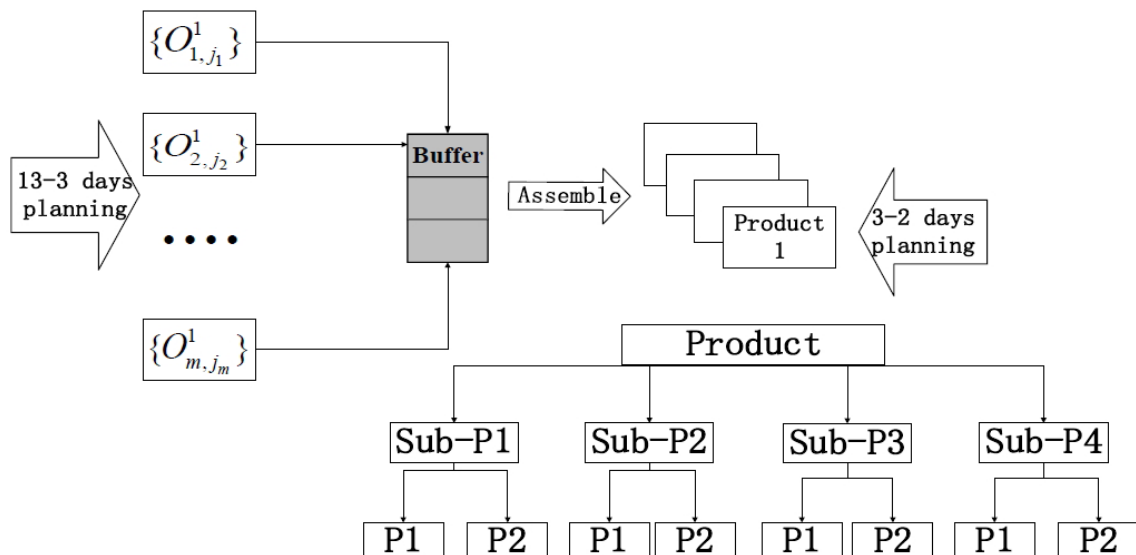 {O^1_{1,j_1}}
{O^1_{2,j_2}}
13-3 days
planning
••••
{O^1_{m,j_m}}
Buffer
Assemble
Product
1
3-2 days
planning
Product
Sub-P1 Sub-P2 Sub-P3 Sub-P4
P1 P2 P1 P2 P1 P2 P1 P2